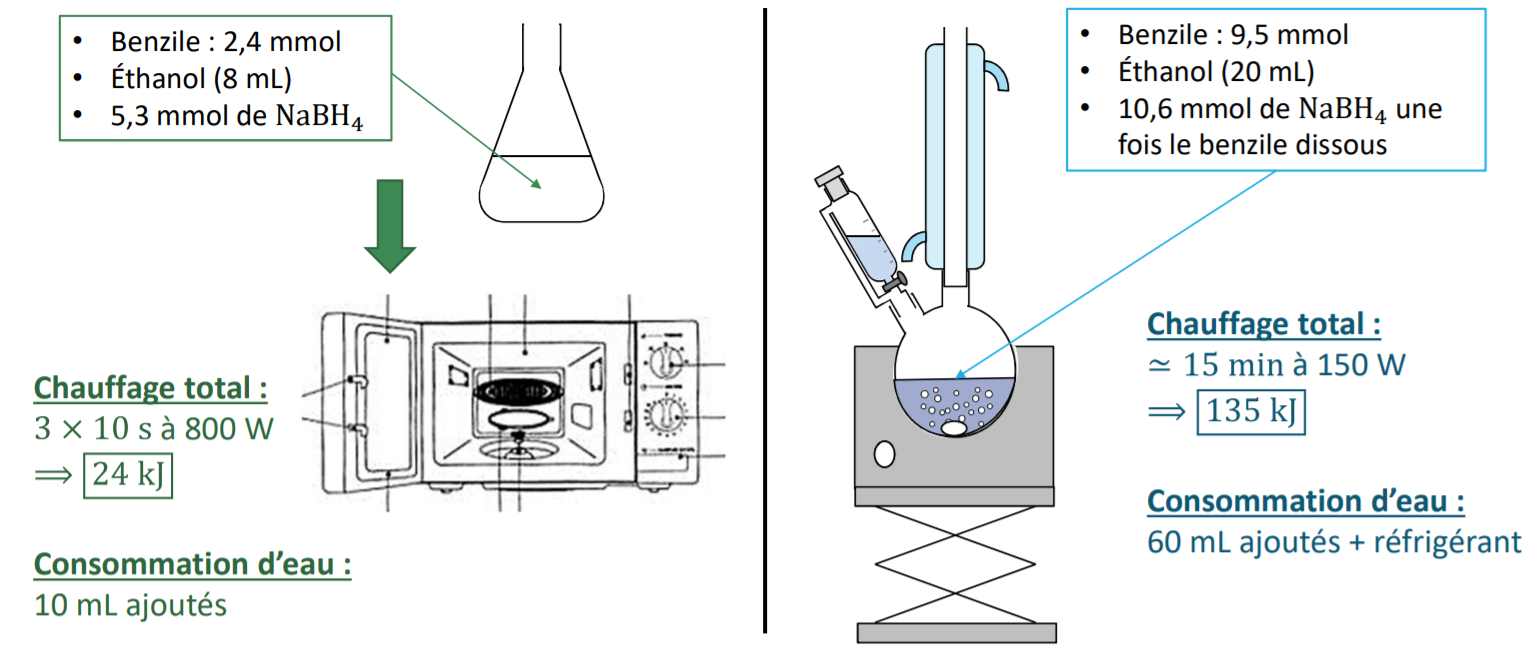 • Benzile : 2,4 mmol
• Éthanol (8 mL)
• 5,3 mmol de NaBH₄
Chauffage total :
3 × 10 s à 800 W
⟹ 24 kJ
Consommation d’eau :
10 mL ajoutés
• Benzile : 9,5 mmol
• Éthanol (20 mL)
• 10,6 mmol de NaBH₄ une
fois le benzile dissous
Chauffage total :
≃ 15 min à 150 W
⟹ 135 kJ
Consommation d’eau :
60 mL ajoutés + réfrigérant